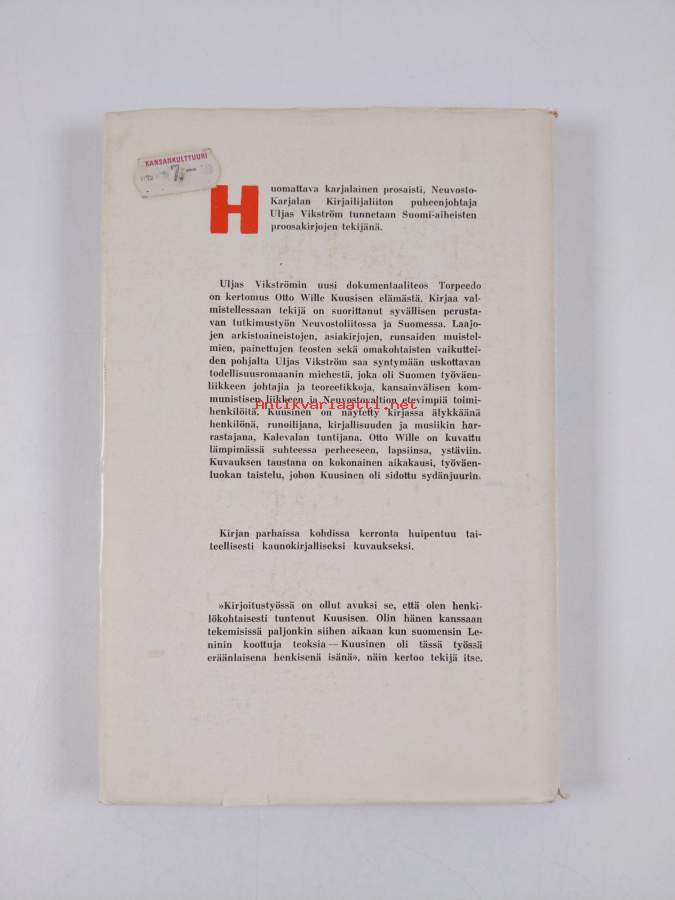 KANSANKULTTUURI
7,—
Huomattava karjalainen prosaisti, Neuvosto-
Karjalan Kirjailijaliiton puheenjohtaja
Uljas Vikström tunnetaan Suomi-aiheisten
proosakirjojen tekijänä.
Uljas Vikströmin uusi dokumentaaliteos Torpeedo
on kertomus Otto Wille Kuusisen elämästä. Kirjaa val-
mistellessaan tekijä on suorittanut syvällisen perusta-
van tutkimustyön Neuvostoliitossa ja Suomessa. Laajo-
jen arkistoaineistojen, asiakirjojen, runsaiden muistel-
mien, painettujen teosten sekä omakohtaisten vaikuttei-
den pohjalta Uljas Vikström saa syntymään uskottavan
todellisuusromaanin miehestä, joka oli Suomen työväen-
liikkeen johtajia ja teoreetikkoja, kansainvälisen kom-
munistisen liikkeen ja Neuvostovaltion etevimpiä toimi-
Antikvariaatti.net
henkilöitä. Kuusinen on näytetty kirjassa älykkäänä
henkilönä, runoilijana, kirjallisuuden ja musiikin har-
rastajana, Kalevalan tuntijana. Otto Wille on kuvattu
lämpimässä suhteessa perheeseen, lapsiinsa, ystäviin.
Kuvauksen taustana on kokonainen aikakausi, työväen-
luokan taistelu, johon Kuusinen oli sidottu sydänjuurin.
Kirjan parhaissa kohdissa kerronta huipentuu tai-
teellisesti kaunokirjalliseksi kuvaukseksi.
»Kirjoitustyössä on ollut avuksi se, että olen henki-
lökohtaisesti tuntenut Kuusisen. Olin hänen kanssaan
tekemisissä paljonkin siihen aikaan kun suomensin Le-
ninin koottuja teoksia — Kuusinen oli tässä työssä
eräänlaisena henkisenä isänä», näin kertoo tekijä itse.